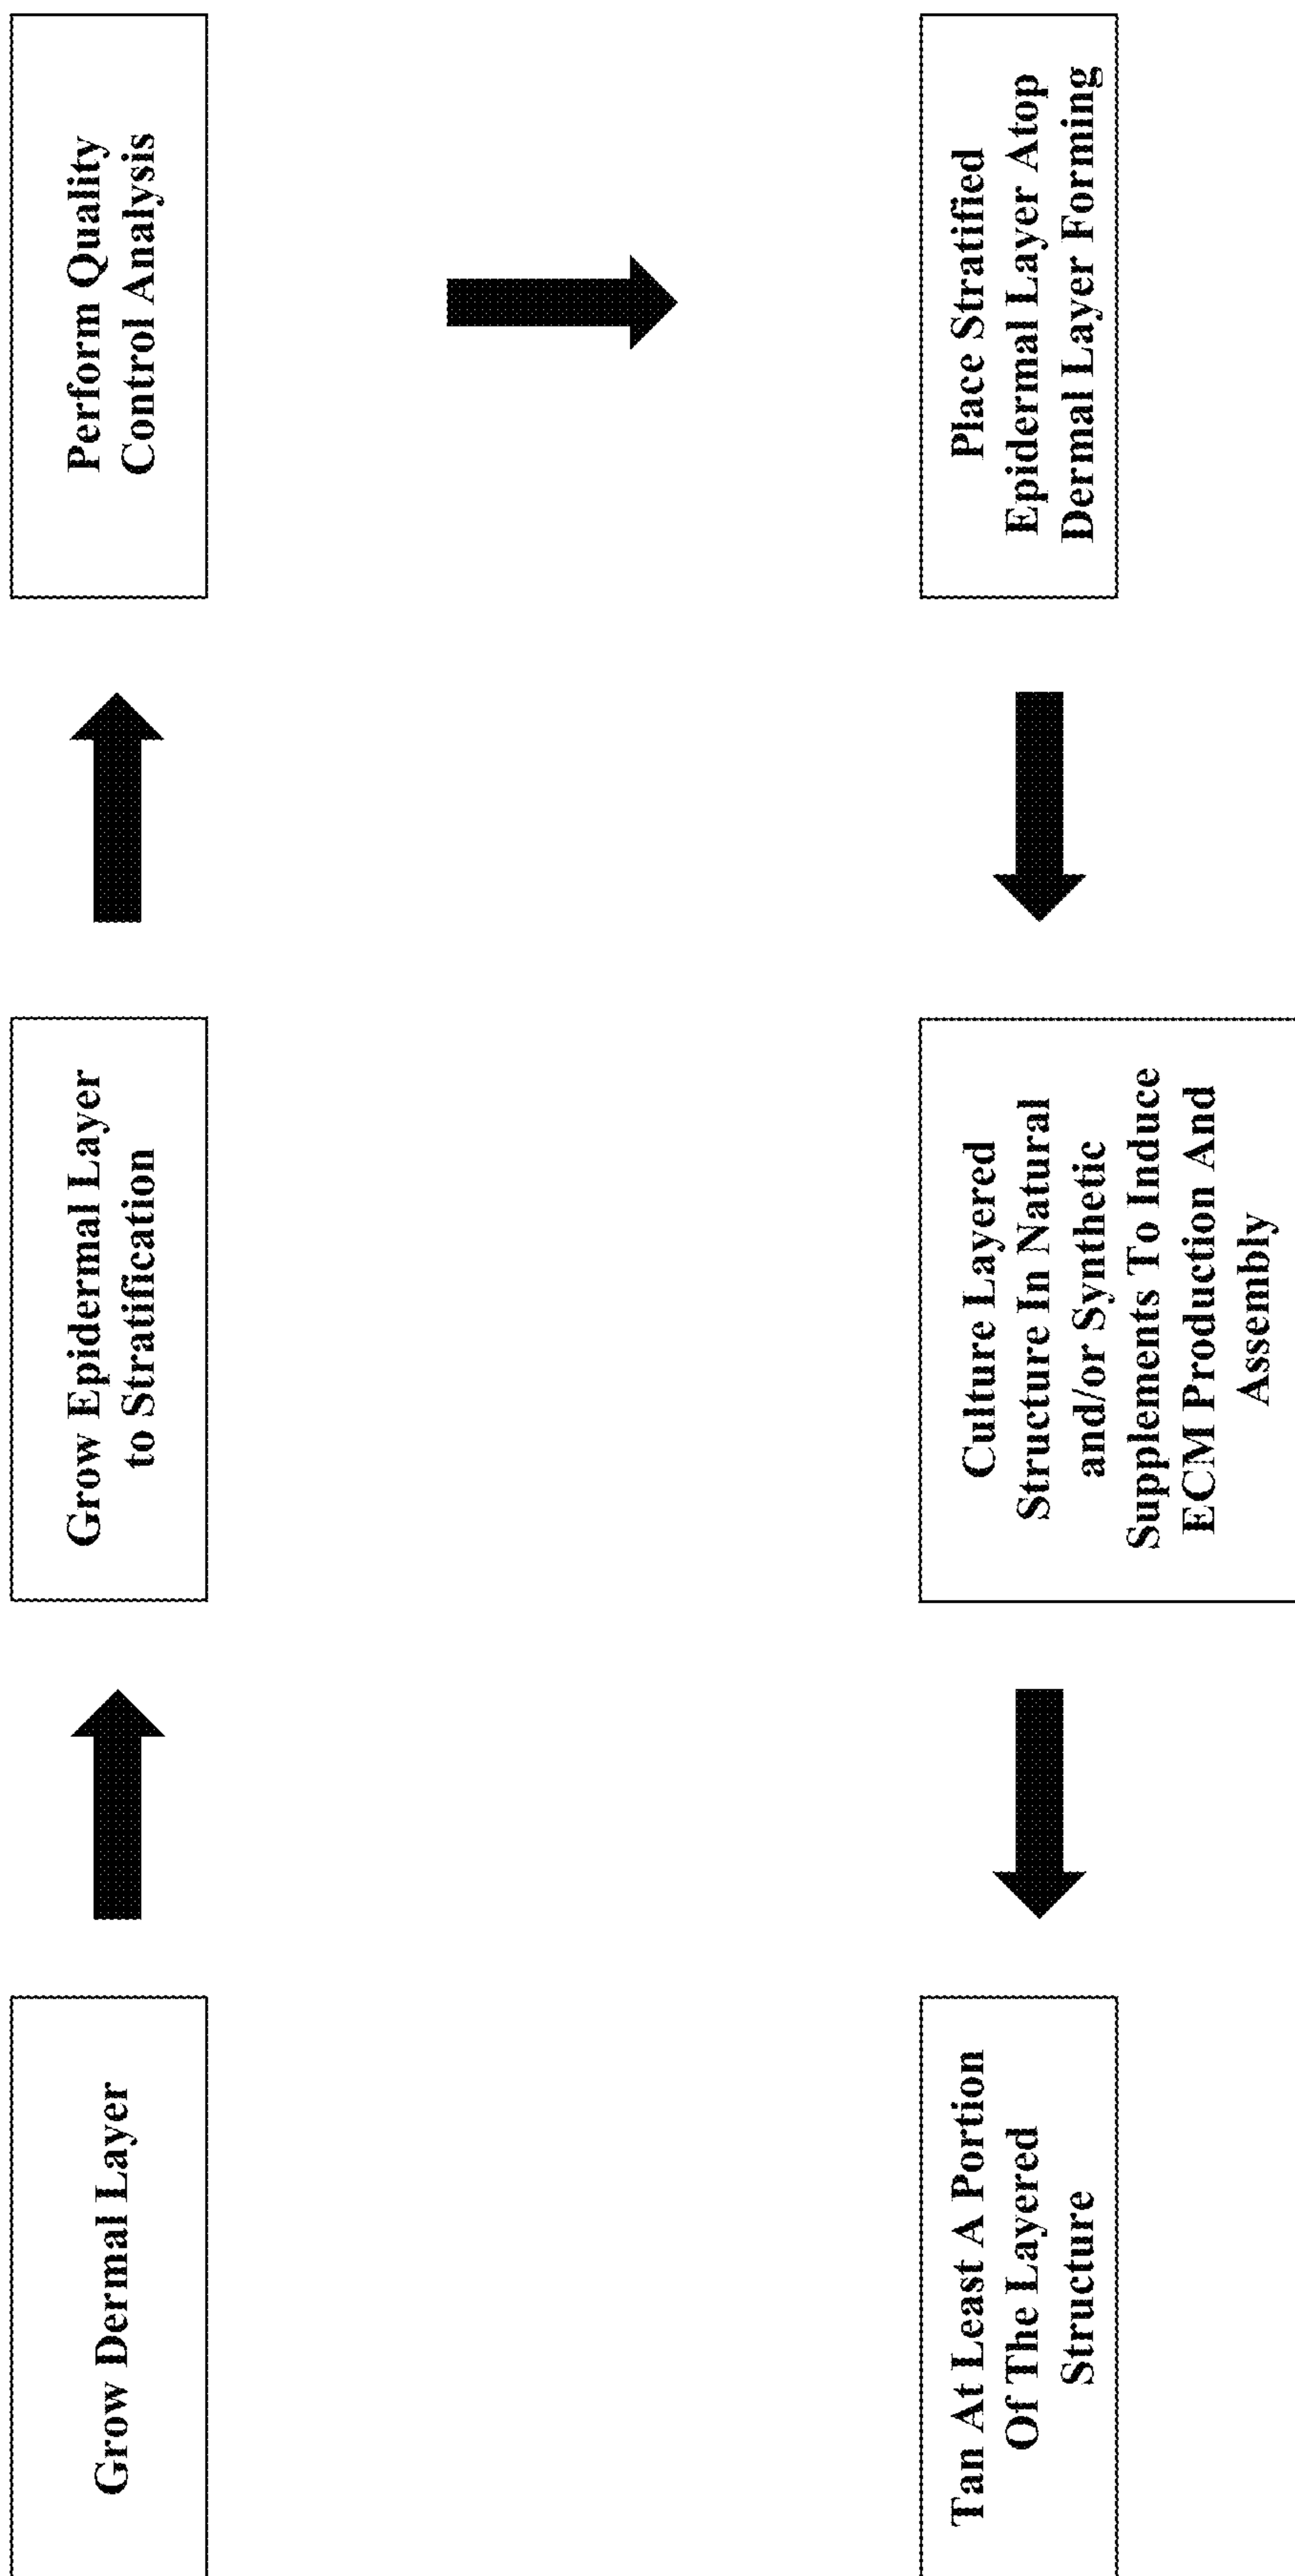 Grow Dermal Layer
Grow Epidermal Layer
to Stratification
Perform Quality
Control Analysis
Place Stratified
Epidermal Layer Atop
Dermal Layer Forming
Culture Layered
Structure In Natural
and/or Synthetic
Supplements To Induce
ECM Production And
Assembly
Tan At Least A Portion
Of The Layered
Structure